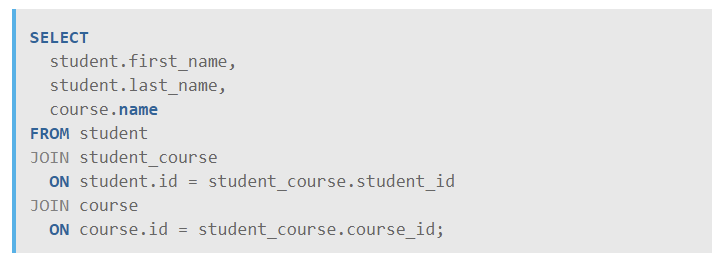 SELECT
  student.first_name,
  student.last_name,
  course.name
FROM student
JOIN student_course
  ON student.id = student_course.student_id
JOIN course
  ON course.id = student_course.course_id;